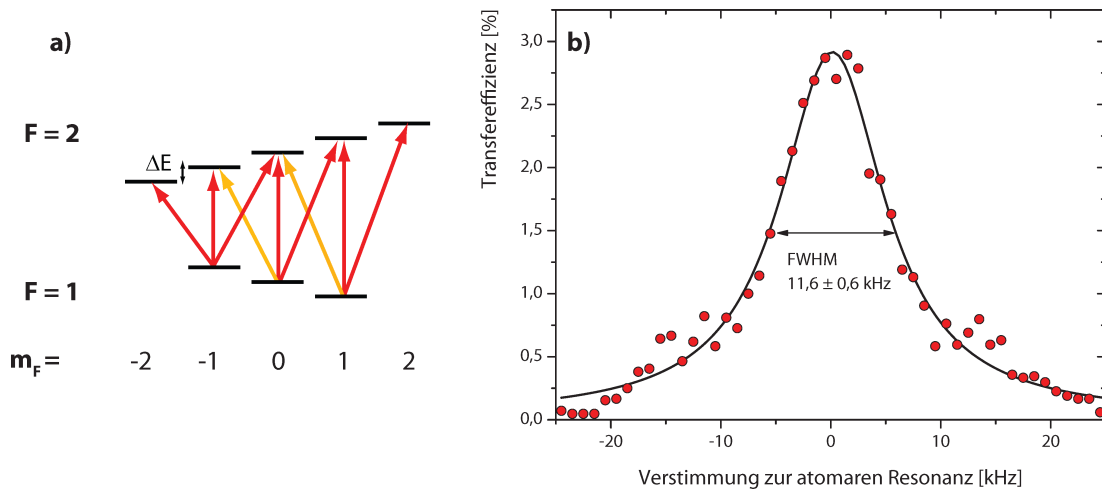 a)
F = 2
ΔE
F = 1
m_F = -2 -1 0 1 2
b)
Transfereffizienz [%]
3,0
2,5
2,0
1,5
1,0
0,5
0,0
FWHM
11,6 ± 0,6 kHz
-20 -10 0 10 20
Verstimmung zur atomaren Resonanz [kHz]